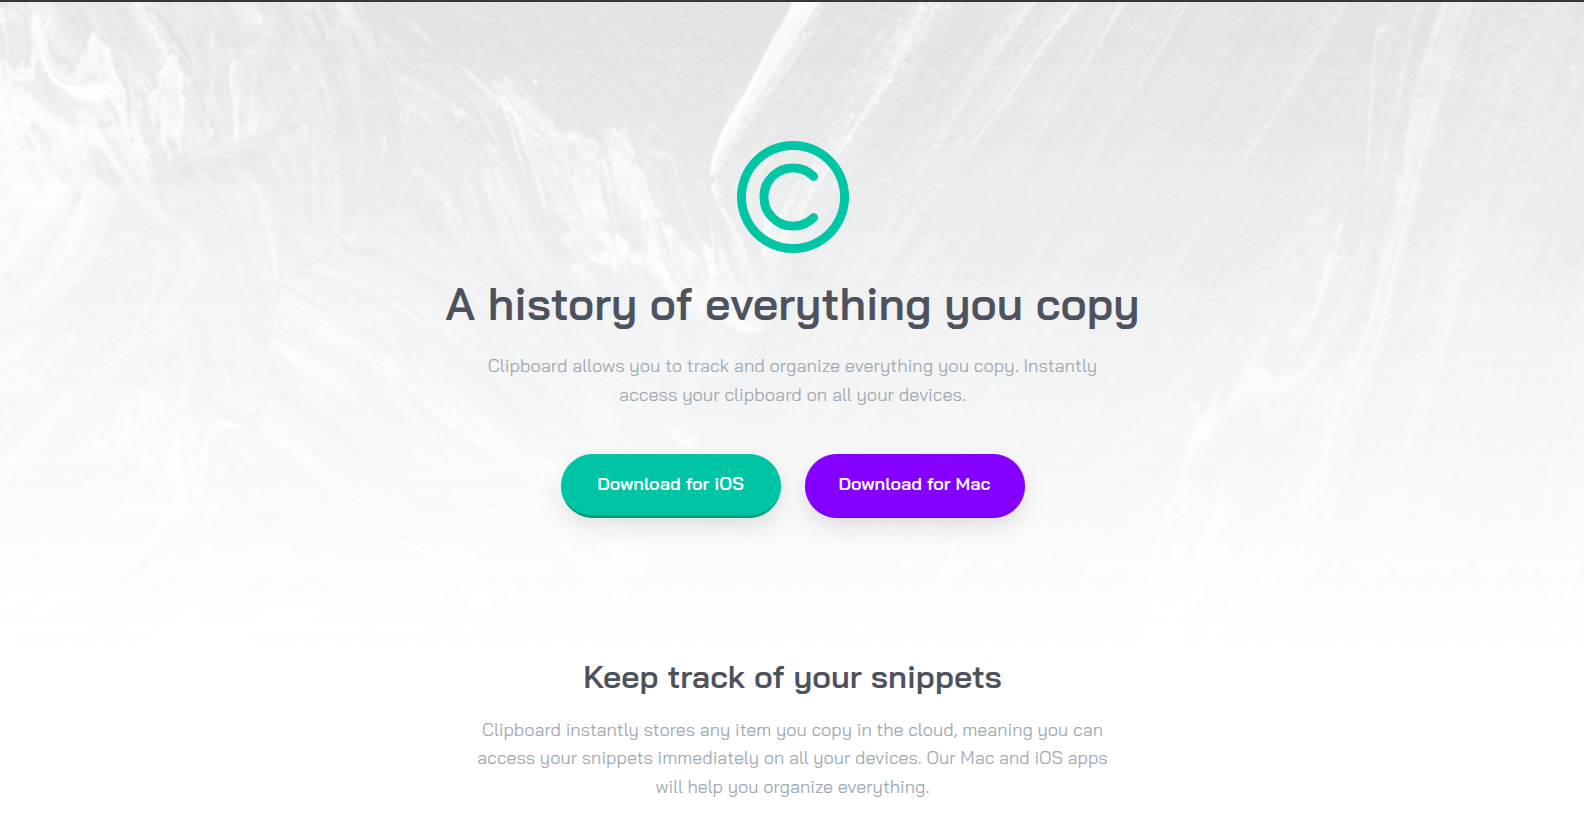 A history of everything you copy
Clipboard allows you to track and organize everything you copy. Instantly
access your clipboard on all your devices.
Download for iOS
Download for Mac
Keep track of your snippets
Clipboard instantly stores any item you copy in the cloud, meaning you can
access your snippets immediately on all your devices. Our Mac and iOS apps
will help you organize everything.